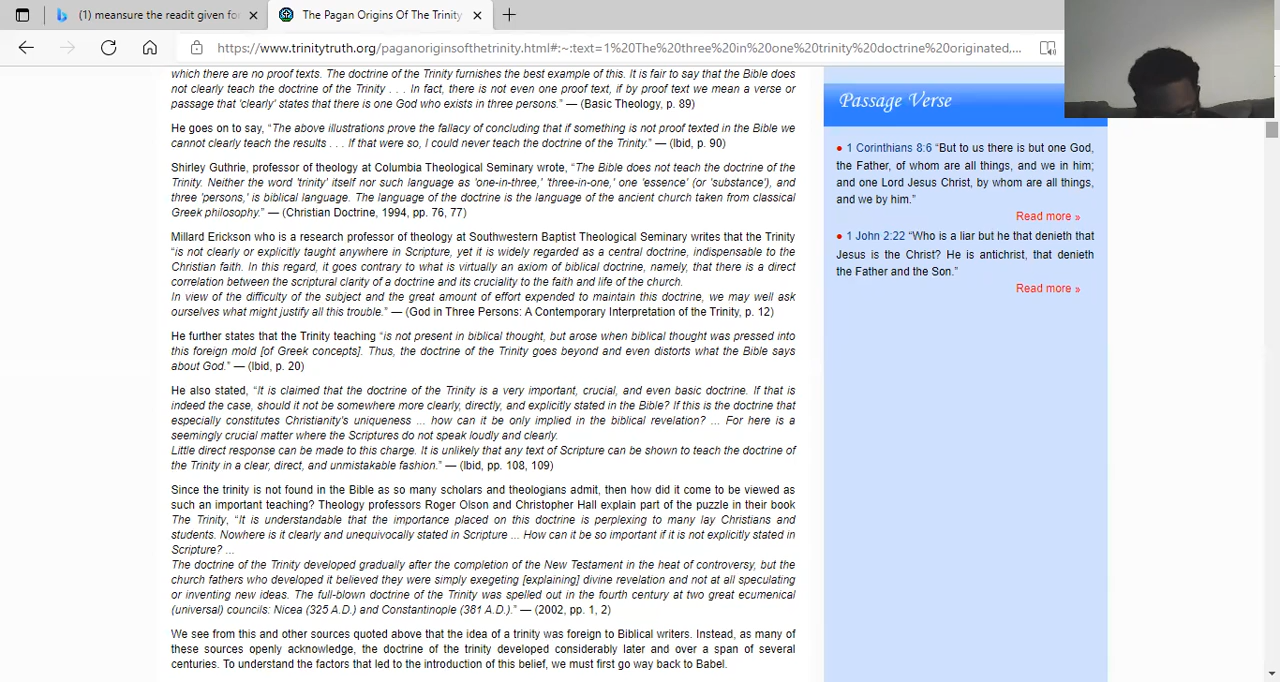 (1) meansure the readit given fo
The Pagan Origins Of The Trinity
https://www.trinitytruth.org/paganoriginsofthetrinity.html#:~:text=1%20The%20three%20in%20one%20trinity%20doctrine%20originated,...
which there are no proof texts. The doctrine of the Trinity furnishes the best example of this. It is fair to say that the Bible does
not clearly teach the doctrine of the Trinity . . . In fact, there is not even one proof text, if by proof text we mean a verse or
passage that 'clearly' states that there is one God who exists in three persons.” — (Basic Theology, p. 89)
He goes on to say, “The above illustrations prove the fallacy of concluding that if something is not proof texted in the Bible we
cannot clearly teach the results . . . If that were so, I could never teach the doctrine of the Trinity.” — (Ibid, p. 90)
Shirley Guthrie, professor of theology at Columbia Theological Seminary wrote, “The Bible does not teach the doctrine of the
Trinity. Neither the word 'trinity' itself nor such language as 'one-in-three,' 'three-in-one,' one 'essence' (or 'substance'), and
three 'persons,' is biblical language. The language of the doctrine is the language of the ancient church taken from classical
Greek philosophy.” — (Christian Doctrine, 1994, pp. 76, 77)
Millard Erickson who is a research professor of theology at Southwestern Baptist Theological Seminary writes that the Trinity
“is not clearly or explicitly taught anywhere in Scripture, yet it is widely regarded as a central doctrine, indispensable to the
Christian faith. In this regard, it goes contrary to what is virtually an axiom of biblical doctrine, namely, that there is a direct
correlation between the scriptural clarity of a doctrine and its cruciality to the faith and life of the church.
In view of the difficulty of the subject and the great amount of effort expended to maintain this doctrine, we may well ask
ourselves what might justify all this trouble.” — (God in Three Persons: A Contemporary Interpretation of the Trinity, p. 12)
He further states that the Trinity teaching “is not present in biblical thought, but arose when biblical thought was pressed into
this foreign mold [of Greek concepts]. Thus, the doctrine of the Trinity goes beyond and even distorts what the Bible says
about God.” — (Ibid, p. 20)
He also stated, “It is claimed that the doctrine of the Trinity is a very important, crucial, and even basic doctrine. If that is
indeed the case, should it not be somewhere more clearly, directly, and explicitly stated in the Bible? If this is the doctrine that
especially constitutes Christianity's uniqueness ... how can it be only implied in the biblical revelation? ... For here is a
seemingly crucial matter where the Scriptures do not speak loudly and clearly.
Little direct response can be made to this charge. It is unlikely that any text of Scripture can be shown to teach the doctrine of
the Trinity in a clear, direct, and unmistakable fashion.” — (Ibid, pp. 108, 109)
Since the trinity is not found in the Bible as so many scholars and theologians admit, then how did it come to be viewed as
such an important teaching? Theology professors Roger Olson and Christopher Hall explain part of the puzzle in their book
The Trinity, “It is understandable that the importance placed on this doctrine is perplexing to many lay Christians and
students. Nowhere is it clearly and unequivocally stated in Scripture ... How can it be so important if it is not explicitly stated in
Scripture? ...
The doctrine of the Trinity developed gradually after the completion of the New Testament in the heat of controversy, but the
church fathers who developed it believed they were simply exegeting [explaining] divine revelation and not at all speculating
or inventing new ideas. The full-blown doctrine of the Trinity was spelled out in the fourth century at two great ecumenical
(universal) councils: Nicea (325 A.D.) and Constantinople (381 A.D.).” — (2002, pp. 1, 2)
We see from this and other sources quoted above that the idea of a trinity was foreign to Biblical writers. Instead, as many of
these sources openly acknowledge, the doctrine of the trinity developed considerably later and over a span of several
centuries. To understand the factors that led to the introduction of this belief, we must first go way back to Babel.
Passage Verse
● 1 Corinthians 8:6 “But to us there is but one God,
the Father, of whom are all things, and we in him;
and one Lord Jesus Christ, by whom are all things,
and we by him.”
Read more »
● 1 John 2:22 “Who is a liar but he that denieth that
Jesus is the Christ? He is antichrist, that denieth
the Father and the Son.”
Read more »